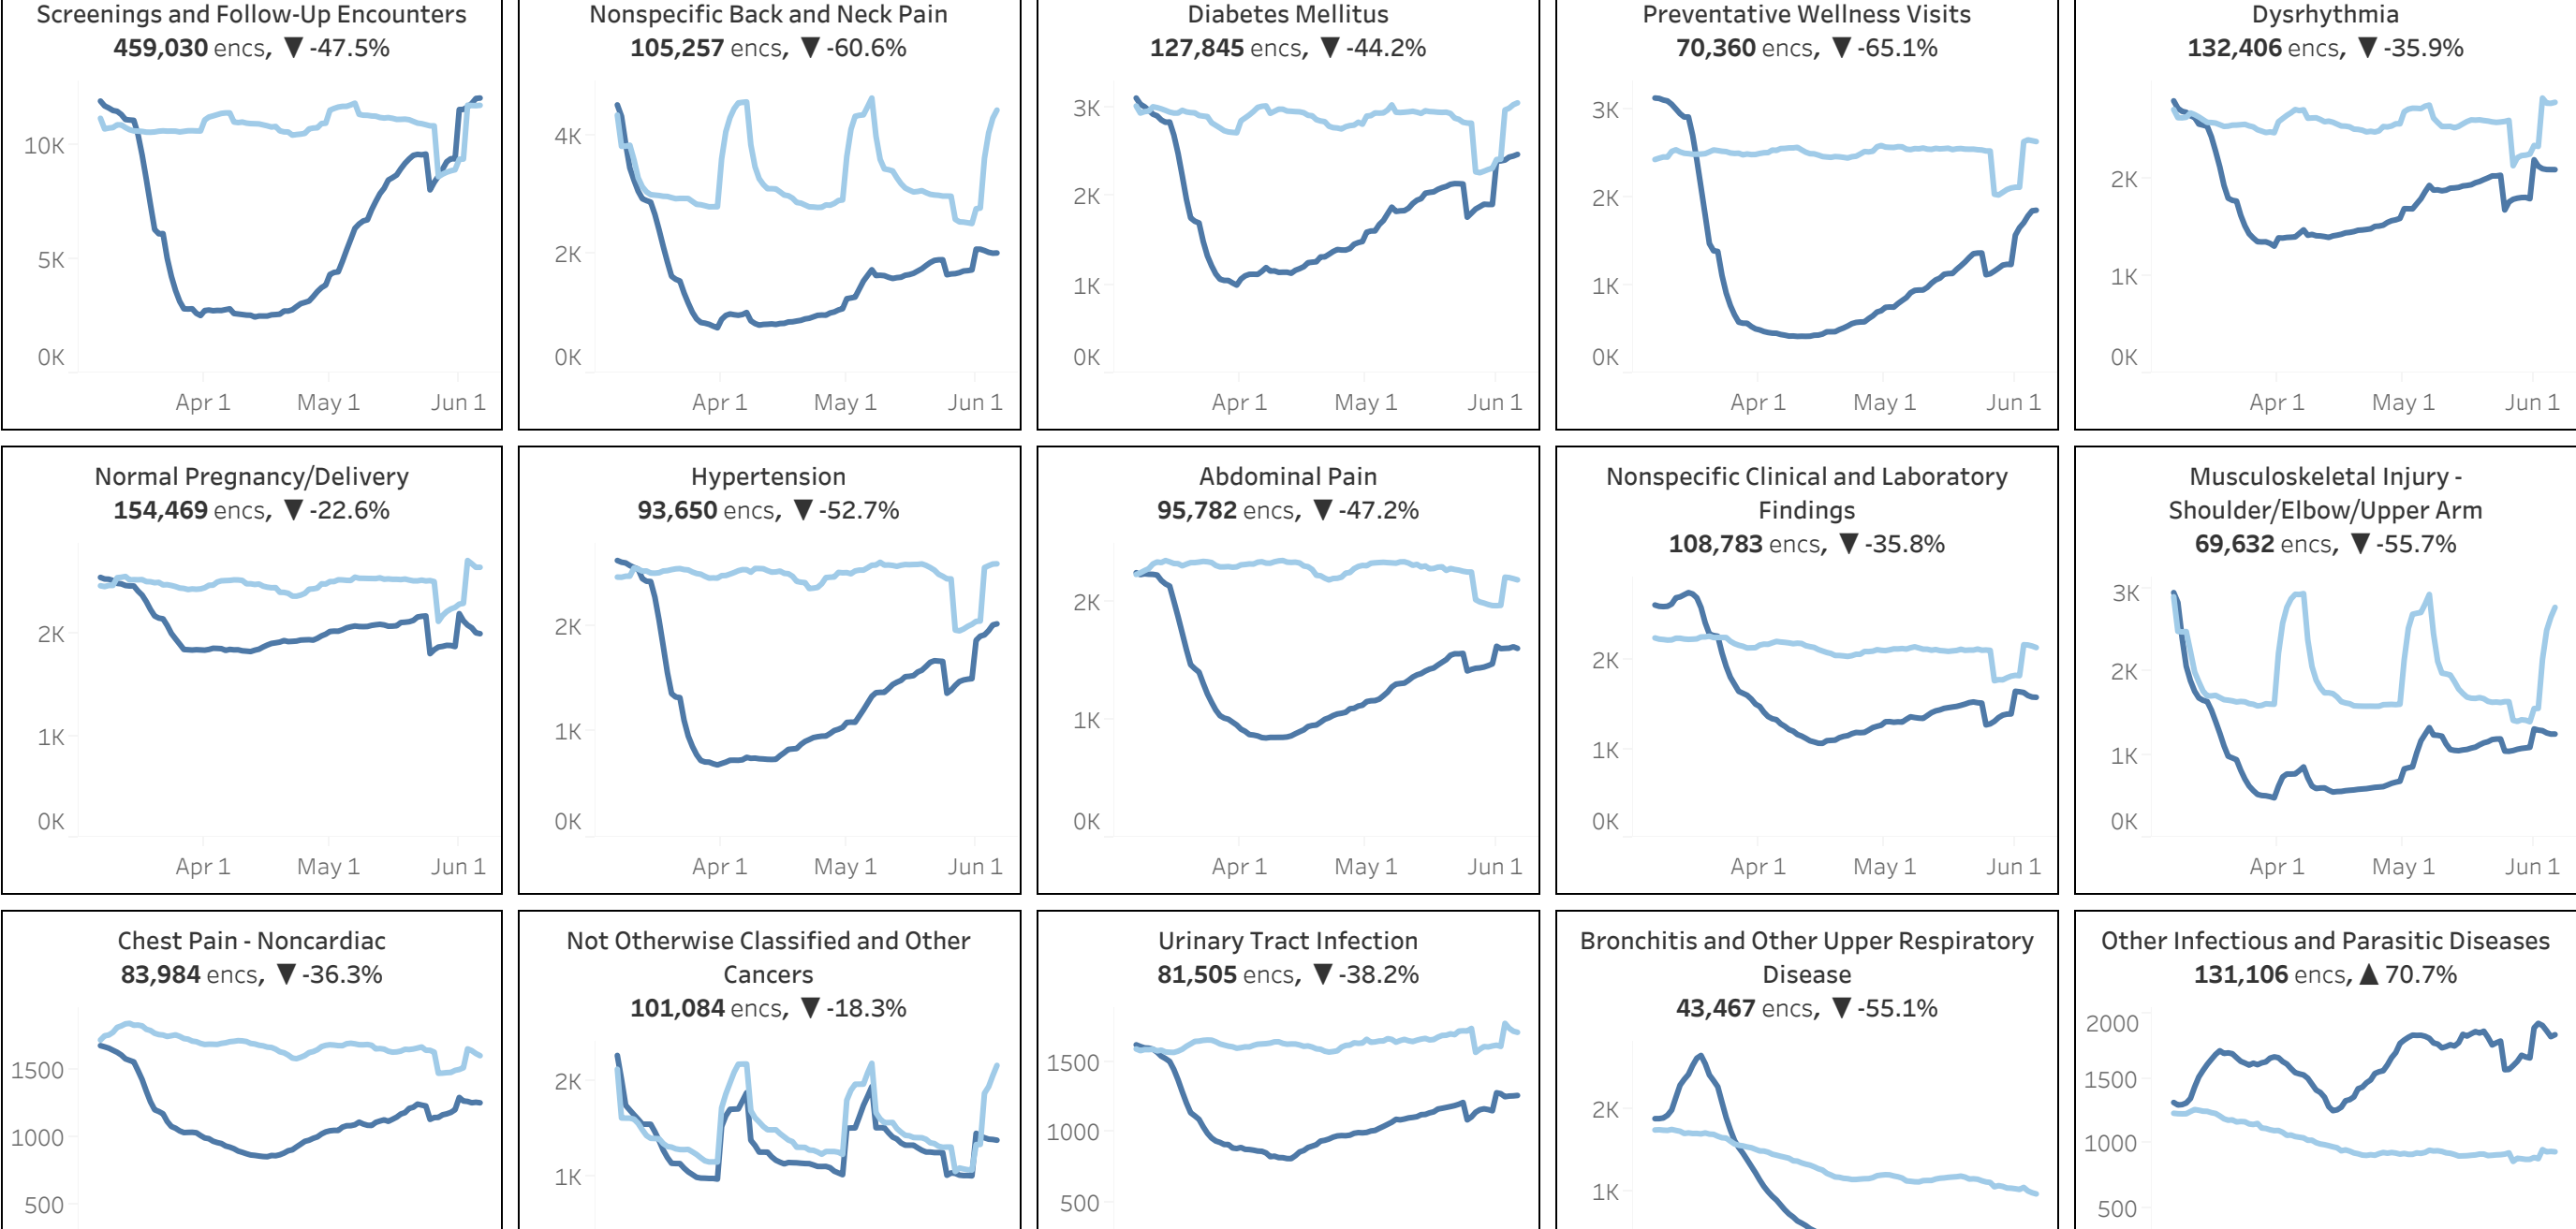 Screenings and Follow-Up Encounters
459,030 encs, ▼ -47.5%
10K
5K
0K
Apr 1 May 1 Jun 1
Nonspecific Back and Neck Pain
105,257 encs, ▼ -60.6%
4K
2K
0K
Apr 1 May 1 Jun 1
Diabetes Mellitus
127,845 encs, ▼ -44.2%
3K
2K
1K
0K
Apr 1 May 1 Jun 1
Preventative Wellness Visits
70,360 encs, ▼ -65.1%
3K
2K
1K
0K
Apr 1 May 1 Jun 1
Dysrhythmia
132,406 encs, ▼ -35.9%
2K
1K
0K
Apr 1 May 1 Jun 1
Normal Pregnancy/Delivery
154,469 encs, ▼ -22.6%
2K
1K
0K
Apr 1 May 1 Jun 1
Hypertension
93,650 encs, ▼ -52.7%
2K
1K
0K
Apr 1 May 1 Jun 1
Abdominal Pain
95,782 encs, ▼ -47.2%
2K
1K
0K
Apr 1 May 1 Jun 1
Nonspecific Clinical and Laboratory
Findings
108,783 encs, ▼ -35.8%
2K
1K
0K
Apr 1 May 1 Jun 1
Musculoskeletal Injury -
Shoulder/Elbow/Upper Arm
69,632 encs, ▼ -55.7%
3K
2K
1K
0K
Apr 1 May 1 Jun 1
Chest Pain - Noncardiac
83,984 encs, ▼ -36.3%
1500
1000
500
Not Otherwise Classified and Other
Cancers
101,084 encs, ▼ -18.3%
2K
1K
Urinary Tract Infection
81,505 encs, ▼ -38.2%
1500
1000
500
Bronchitis and Other Upper Respiratory
Disease
43,467 encs, ▼ -55.1%
2K
1K
Other Infectious and Parasitic Diseases
131,106 encs, ▲ 70.7%
2000
1500
1000
500